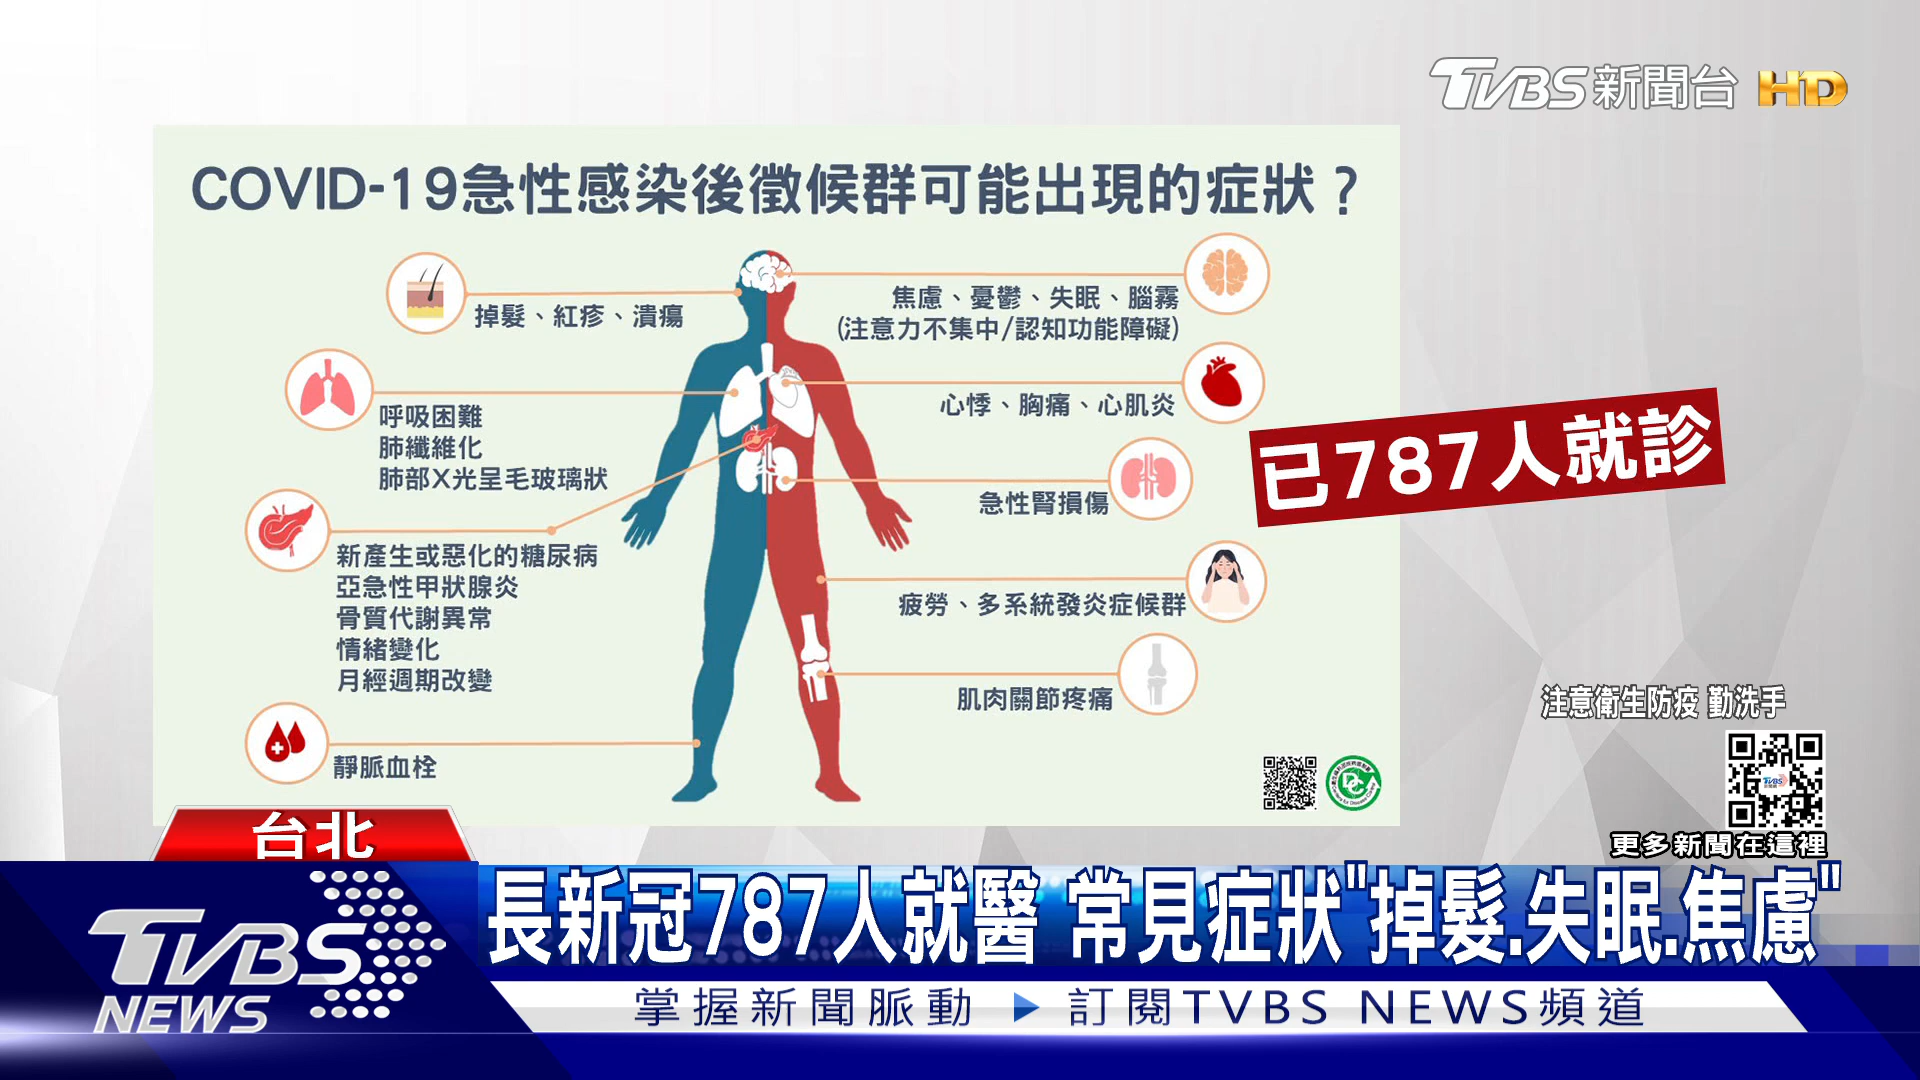 TVBS新聞台 HD
COVID-19急性感染後徵候群可能出現的症狀？
掉髮、紅疹、潰瘍
焦慮、憂鬱、失眠、腦霧
(注意力不集中/認知功能障礙)
呼吸困難
肺纖維化
肺部X光呈毛玻璃狀
心悸、胸痛、心肌炎
已787人就診
急性腎損傷
新產生或惡化的糖尿病
亞急性甲狀腺炎
骨質代謝異常
情緒變化
月經週期改變
疲勞、多系統發炎症候群
肌肉關節疼痛
靜脈血栓
注意衛生防疫 勤洗手
TVBS
更多新聞在這裡
台北
長新冠787人就醫 常見症狀"掉髮.失眠.焦慮"
TVBS
NEWS
掌握新聞脈動 ▶ 訂閱TVBS NEWS頻道